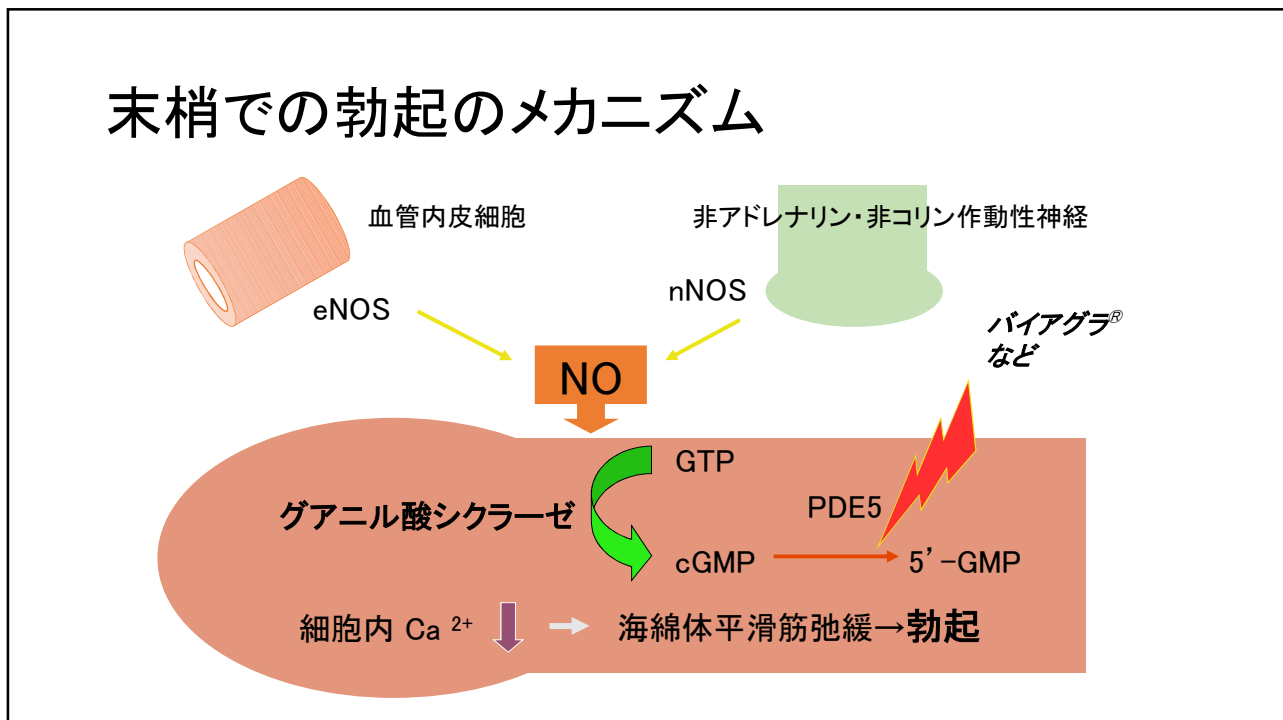 末梢での勃起のメカニズム
血管内皮細胞
非アドレナリン・非コリン作動性神経
eNOS
nNOS
バイアグラ®
など
NO
GTP
グアニル酸シクラーゼ
PDE5
cGMP
5’-GMP
細胞内 Ca 2+
海綿体平滑筋弛緩→勃起